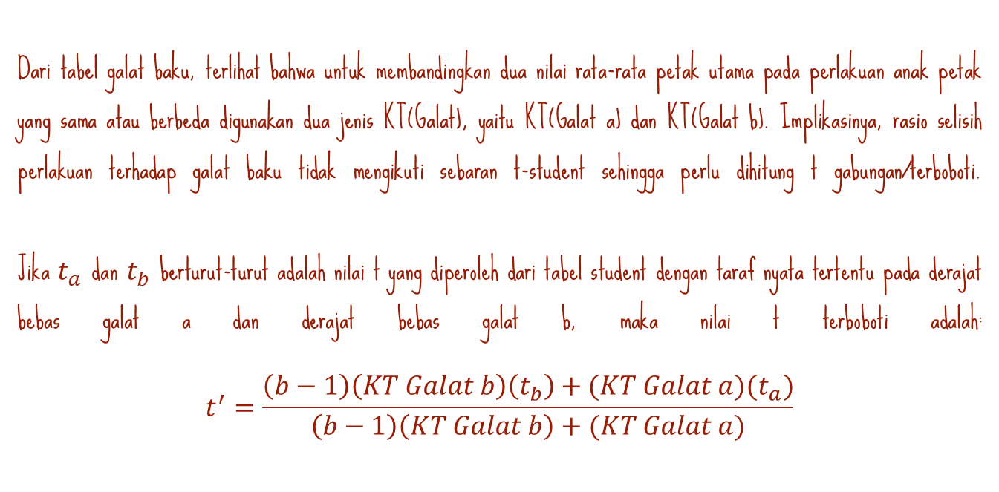 Dari tabel galat baku, terlihat bahwa untuk membandingkan dua nilai rata-rata petak utama pada perlakuan anak petak
yang sama atau berbeda digunakan dua jenis KT(Galat), yaitu KT(Galat a) dan KT(Galat b). Implikasinya, rasio selisih
perlakuan terhadap galat baku tidak mengikuti sebaran t-student sehingga perlu dihitung t gabungan/terboboti.
Jika t_a dan t_b berturut-turut adalah nilai t yang diperoleh dari tabel student dengan taraf nyata tertentu pada derajat
bebas galat a dan derajat bebas galat b, maka nilai t terboboti adalah:
t′ = \frac{(b − 1)(KT Galat b)(t_b) + (KT Galat a)(t_a)}{(b − 1)(KT Galat b) + (KT Galat a)}